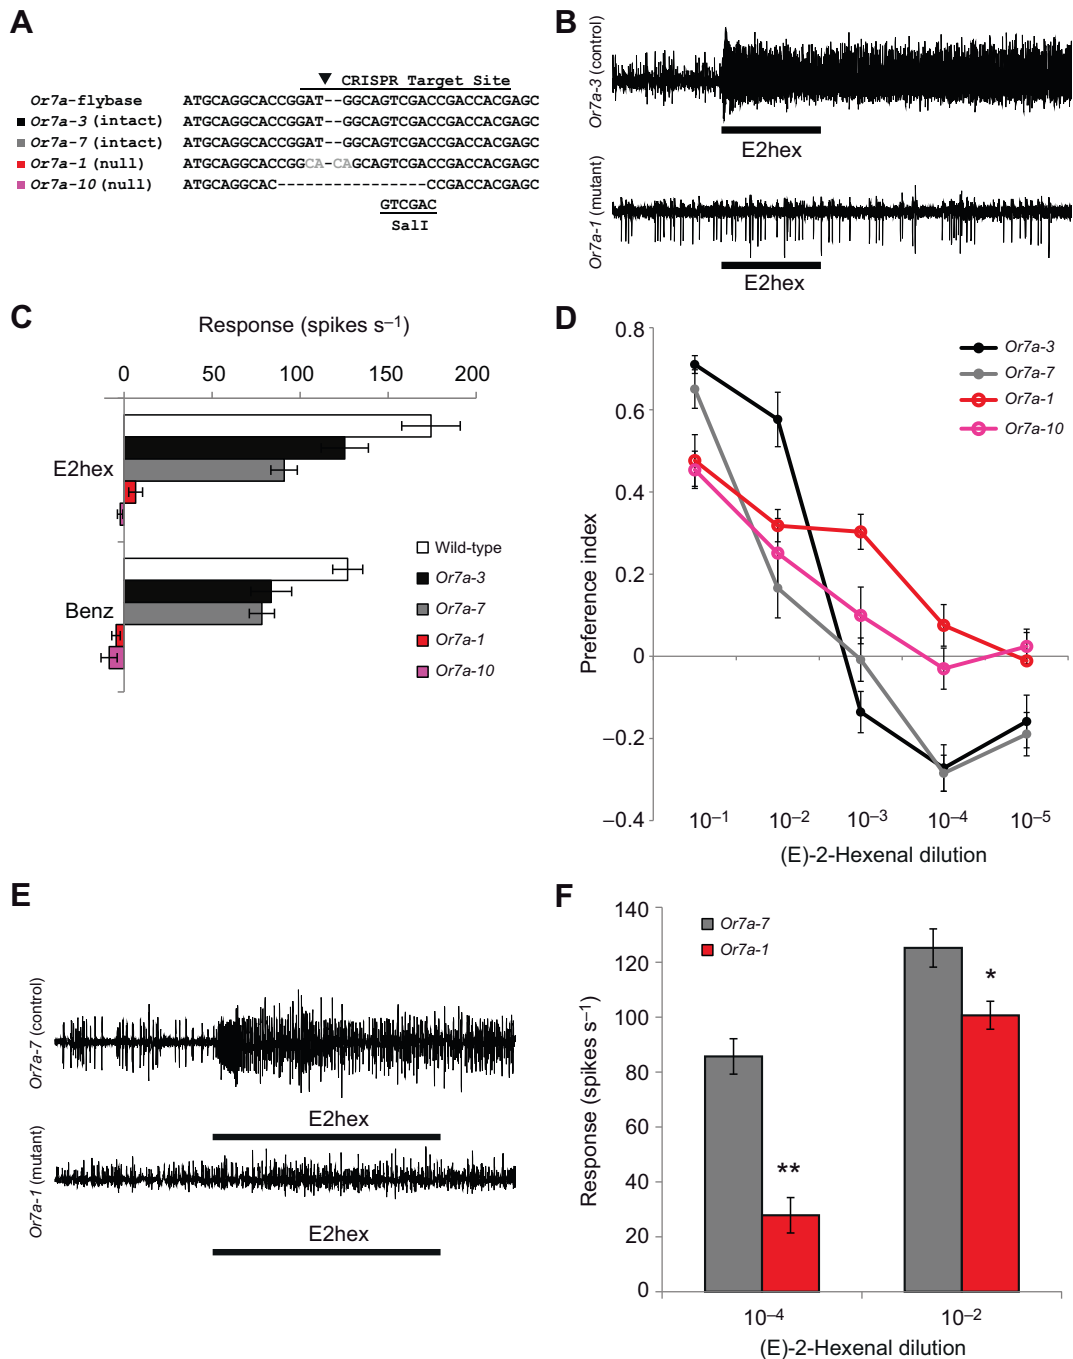 A
CRISPR Target Site
Or7a-flybase ATGCAGGCACCGGAT--GGCAGTCGACCGACCACGAGC
Or7a-3 (intact) ATGCAGGCACCGGAT--GGCAGTCGACCGACCACGAGC
Or7a-7 (intact) ATGCAGGCACCGGAT--GGCAGTCGACCGACCACGAGC
Or7a-1 (null) ATGCAGGCACCGGCA-CAGCAGTCGACCGACCACGAGC
Or7a-10 (null) ATGCAGGCAC----------------CCGACCACGAGC
GTCGAC
SalI
B
Or7a-3 (control)
E2hex
Or7a-1 (mutant)
E2hex
C
Response (spikes s–1)
0 50 100 150 200
E2hex
Benz
Wild-type
Or7a-3
Or7a-7
Or7a-1
Or7a-10
D
Preference index
0.8
0.6
0.4
0.2
0
–0.2
–0.4
Or7a-3
Or7a-7
Or7a-1
Or7a-10
10–1 10–2 10–3 10–4 10–5
(E)-2-Hexenal dilution
E
Or7a-7 (control)
E2hex
Or7a-1 (mutant)
E2hex
F
Response (spikes s–1)
140
120
100
80
60
40
20
0
Or7a-7
Or7a-1
**
*
10–4 10–2
(E)-2-Hexenal dilution